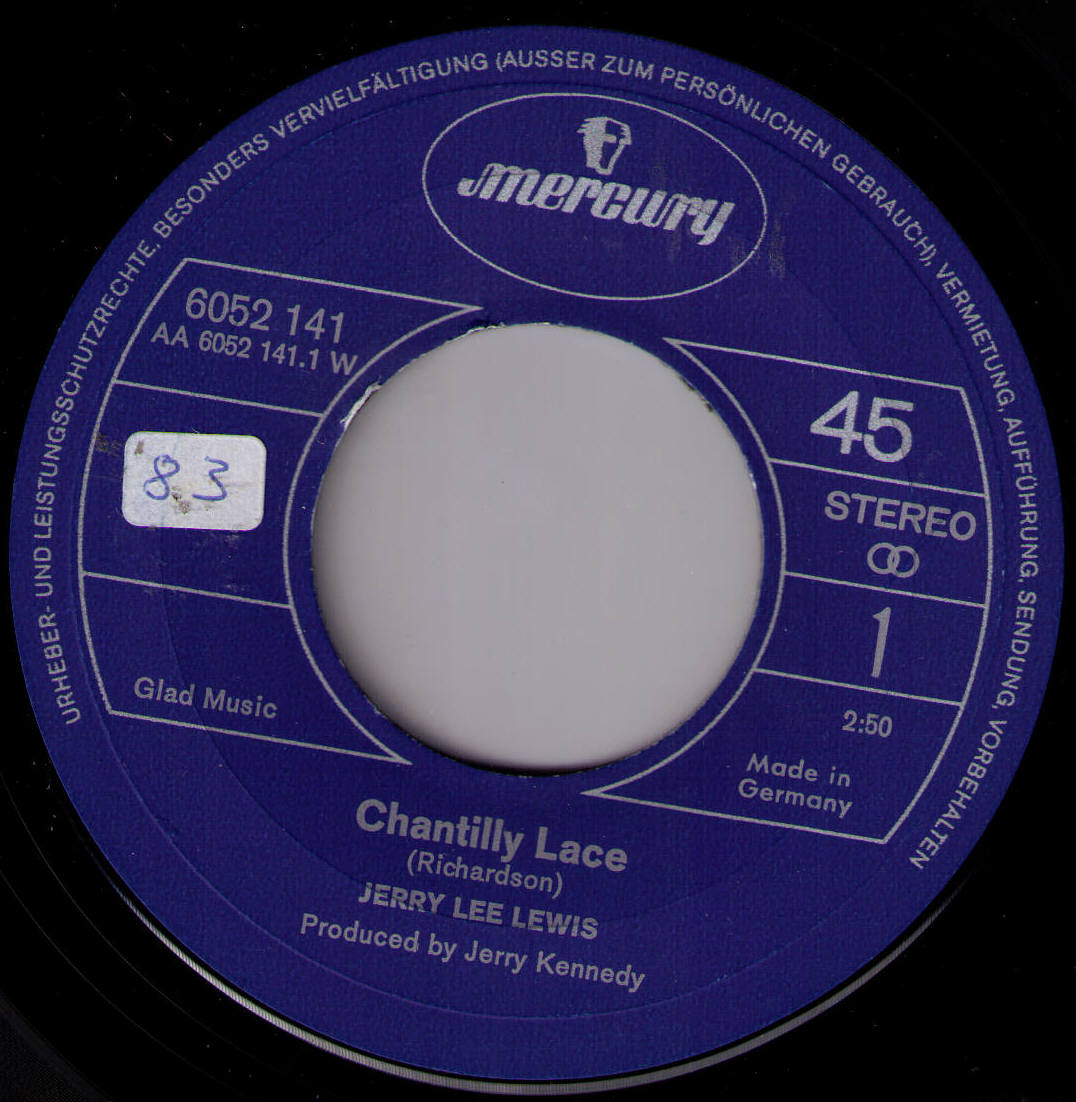 URHEBER- UND LEISTUNGSSCHUTZRECHTE, BESONDERS VERVIELFÄLTIGUNG (AUSSER ZUM PERSÖNLICHEN GEBRAUCH), VERMIETUNG, AUFFÜHRUNG, SENDUNG, VORBEHALTEN
mercury
6052 141
AA 6052 141.1 W
83
Glad Music
45
STEREO
1
2:50
Made in
Germany
Chantilly Lace
(Richardson)
JERRY LEE LEWIS
Produced by Jerry Kennedy